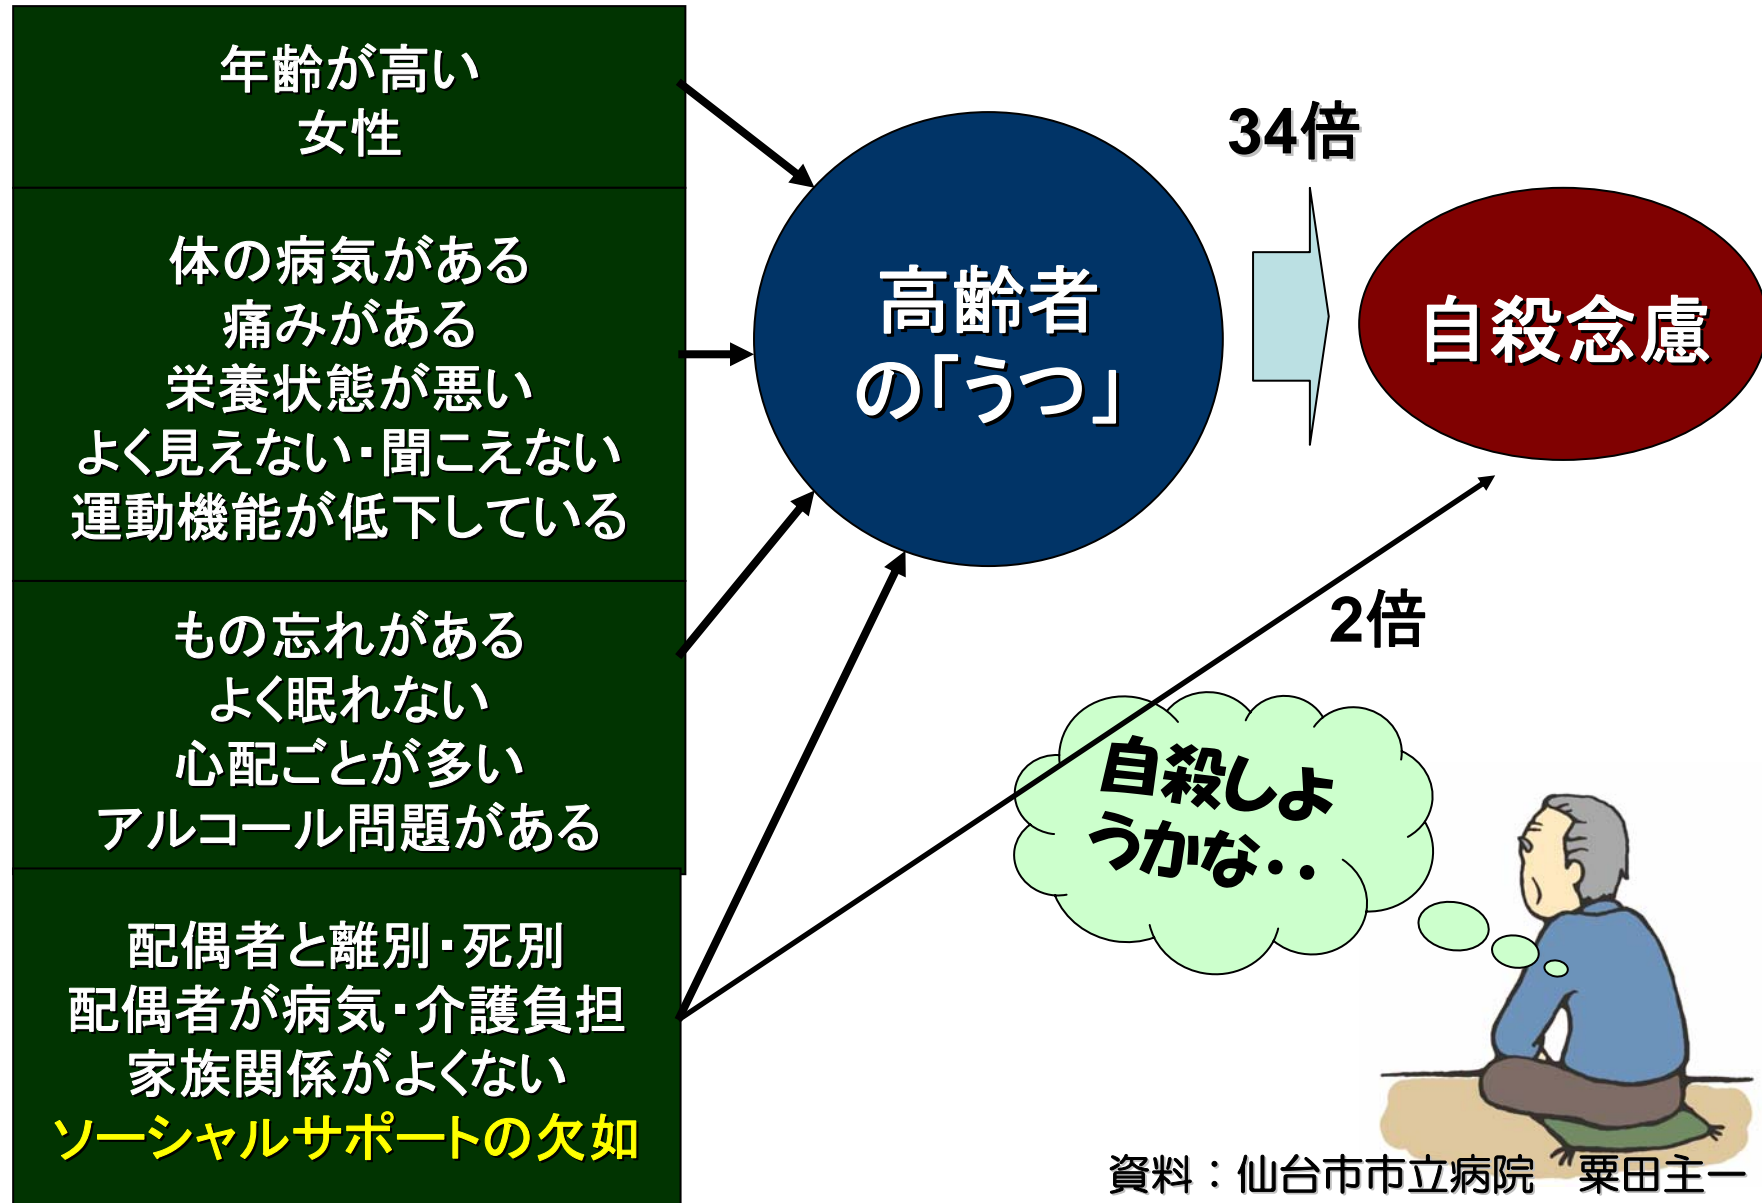 年齢が高い
女性
体の病気がある
痛みがある
栄養状態が悪い
よく見えない・聞こえない
運動機能が低下している
もの忘れがある
よく眠れない
心配ごとが多い
アルコール問題がある
配偶者と離別・死別
配偶者が病気・介護負担
家族関係がよくない
ソーシャルサポートの欠如
高齢者
の「うつ」
34倍
自殺念慮
2倍
自殺しよ
うかな・・
資料：仙台市市立病院　粟田主一